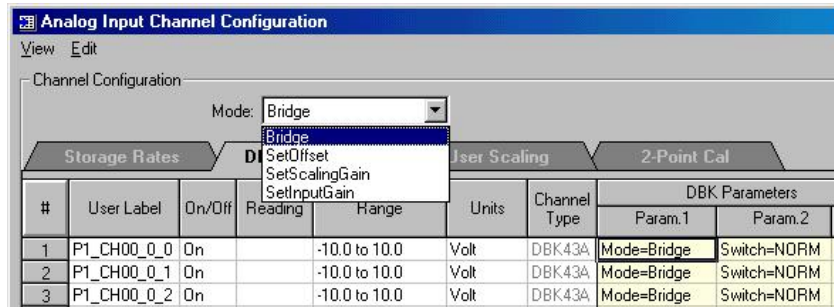 Analog Input Channel Configuration
View Edit
Channel Configuration
Mode: Bridge
Bridge
SetOffset
SetScalingGain
SetInputGain
Storage Rates User Scaling 2-Point Cal
# User Label On/Off Reading Range Units Channel Type DBK Parameters
Param.1 Param.2
1 P1_CH00_0_0 On -10.0 to 10.0 Volt DBK43A Mode=Bridge Switch=NORM
2 P1_CH00_0_1 On -10.0 to 10.0 Volt DBK43A Mode=Bridge Switch=NORM
3 P1_CH00_0_2 On -10.0 to 10.0 Volt DBK43A Mode=Bridge Switch=NORM